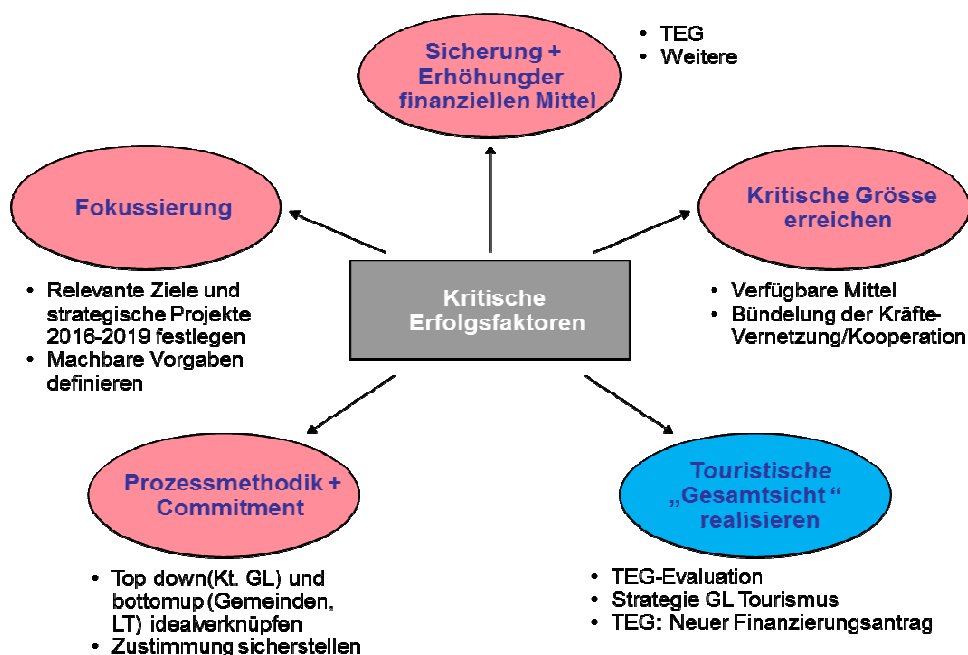 Sicherung +
Erhöhungder
finanziellen Mittel
• TEG
• Weitere
Fokussierung
• Relevante Ziele und
strategische Projekte
2016-2019 festlegen
• Machbare Vorgaben
definieren
Kritische Grösse
erreichen
• Verfügbare Mittel
• Bündelung der Kräfte-
Vernetzung/Kooperation
Kritische
Erfolgsfaktoren
Prozessmethodik +
Commitment
• Top down(Kt. GL) und
bottomup (Gemeinden,
LT) idealverknüpfen
• Zustimmung sicherstellen
Touristische
„Gesamtsicht “
realisieren
• TEG-Evaluation
• Strategie GL Tourismus
• TEG: Neuer Finanzierungsantrag